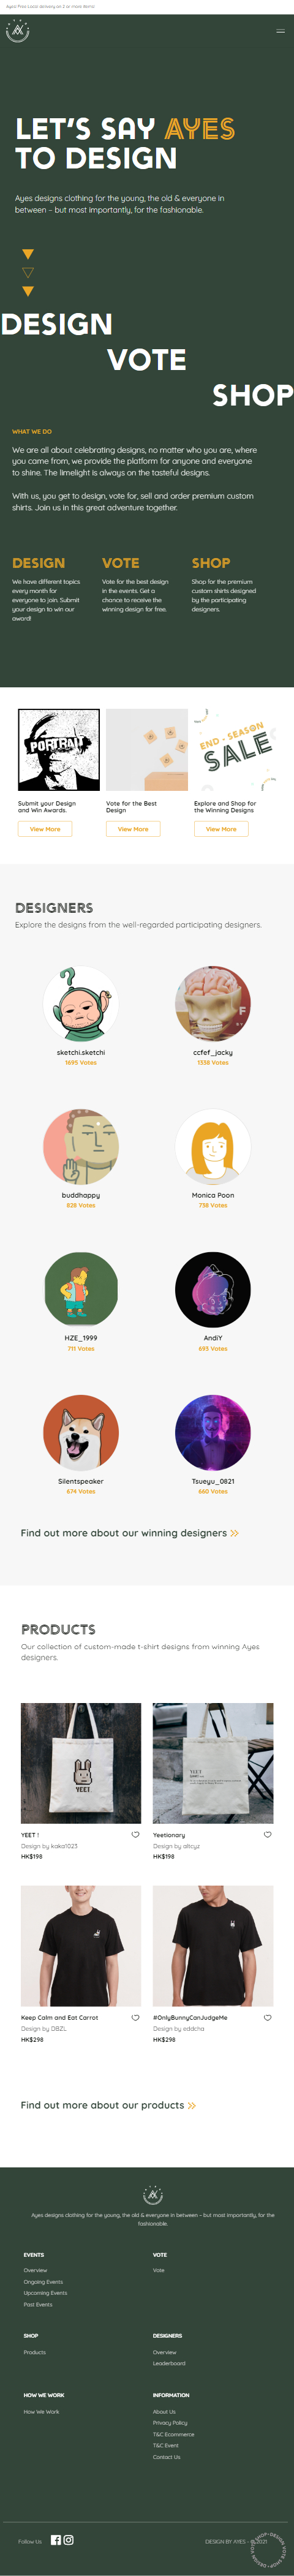 Ayes! Free Local delivery on 2 or more items!
LET'S SAY AYES
TO DESIGN
Ayes designs clothing for the young, the old & everyone in
between – but most importantly, for the fashionable.
DESIGN
VOTE
SHOP
WHAT WE DO
We are all about celebrating designs, no matter who you are, where
you came from, we provide the platform for anyone and everyone
to shine. The limelight is always on the tasteful designs.
With us, you get to design, vote for, sell and order premium custom
shirts. Join us in this great adventure together.
DESIGN
We have different topics
every month for
everyone to join. Submit
your design to win our
award!
VOTE
Vote for the best design
in the events. Get a
chance to receive the
winning design for free.
SHOP
Shop for the premium
custom shirts designed
by the participating
designers.
PORTRAIT
END - SEASON
SALE
Submit your Design
and Win Awards.
View More
Vote for the Best
Design
View More
Explore and Shop for
the Winning Designs
View More
DESIGNERS
Explore the designs from the well-regarded participating designers.
sketchi.sketchi
1695 Votes
ccfef_jacky
1338 Votes
buddhappy
828 Votes
Monica Poon
738 Votes
HZE_1999
711 Votes
AndiY
693 Votes
Silentspeaker
674 Votes
Tsueyu_0821
660 Votes
Find out more about our winning designers
PRODUCTS
Our collection of custom-made t-shirt designs from winning Ayes
designers.
YEET
YEET !
Design by kaka1023
HK$198
Yeetionary
Design by alicyz
HK$198
Keep Calm and Eat Carrot
Design by DBZL
HK$298
#OnlyBunnyCanJudgeMe
Design by eddcha
HK$298
Find out more about our products
Ayes designs clothing for the young, the old & everyone in between – but most importantly, for the
fashionable.
EVENTS
Overview
Ongoing Events
Upcoming Events
Past Events
VOTE
Vote
SHOP
Products
DESIGNERS
Overview
Leaderboard
HOW WE WORK
How We Work
INFORMATION
About Us
Privacy Policy
T&C Ecommerce
T&C Event
Contact Us
Follow Us
DESIGN BY AYES - © 2021
DESIGN VOTE SHOP